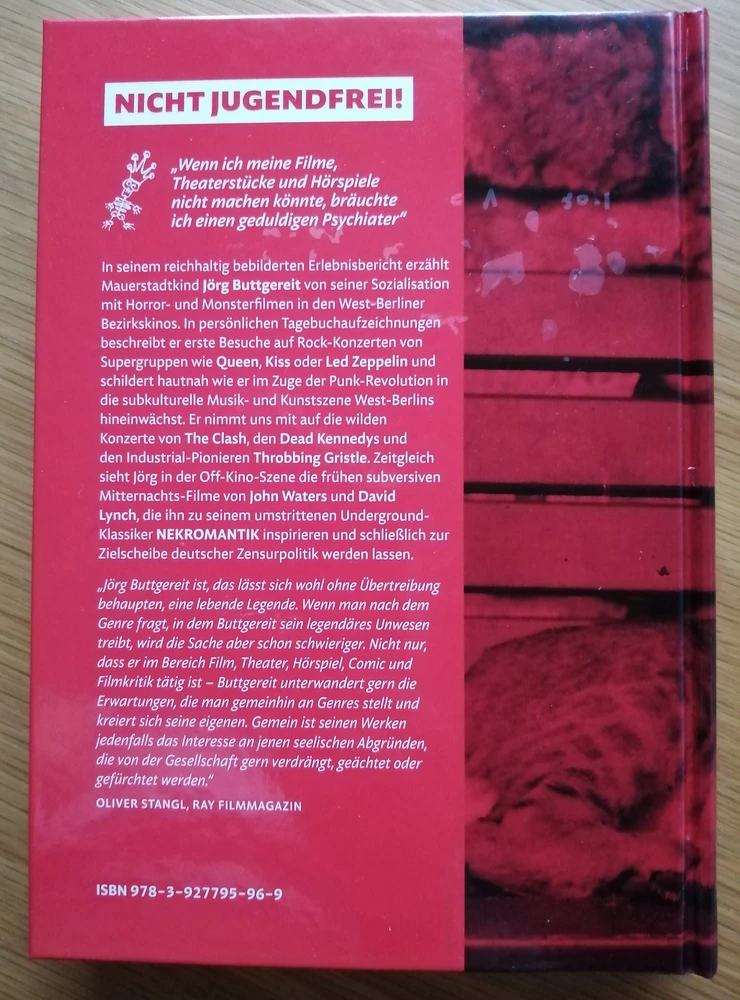 NICHT JUGENDFREI!
„Wenn ich meine Filme,
Theaterstücke und Hörspiele
nicht machen könnte, bräuchte
ich einen geduldigen Psychiater“
In seinem reichhaltig bebilderten Erlebnisbericht erzählt
Mauerstadtkind Jörg Buttgereit von seiner Sozialisation
mit Horror- und Monsterfilmen in den West-Berliner
Bezirkskinos. In persönlichen Tagebuchaufzeichnungen
beschreibt er erste Besuche auf Rock-Konzerten von
Supergruppen wie Queen, Kiss oder Led Zeppelin und
schildert hautnah wie er im Zuge der Punk-Revolution in
die subkulturelle Musik- und Kunstszene West-Berlins
hineinwächst. Er nimmt uns mit auf die wilden
Konzerte von The Clash, den Dead Kennedys und
den Industrial-Pionieren Throbbing Gristle. Zeitgleich
sieht Jörg in der Off-Kino-Szene die frühen subversiven
Mitternachts-Filme von John Waters und David
Lynch, die ihn zu seinem umstrittenen Underground-
Klassiker NEKROMANTIK inspirieren und schließlich zur
Zielscheibe deutscher Zensurpolitik werden lassen.
„Jörg Buttgereit ist, das lässt sich wohl ohne Übertreibung
behaupten, eine lebende Legende. Wenn man nach dem
Genre fragt, in dem Buttgereit sein legendäres Unwesen
treibt, wird die Sache aber schon schwieriger. Nicht nur,
dass er im Bereich Film, Theater, Hörspiel, Comic und
Filmkritik tätig ist – Buttgereit unterwandert gern die
Erwartungen, die man gemeinhin an Genres stellt und
kreiert sich seine eigenen. Gemein ist seinen Werken
jedenfalls das Interesse an jenen seelischen Abgründen,
die von der Gesellschaft gern verdrängt, geächtet oder
gefürchtet werden.“
OLIVER STANGL, RAY FILMMAGAZIN
ISBN 978-3-927795-96-9